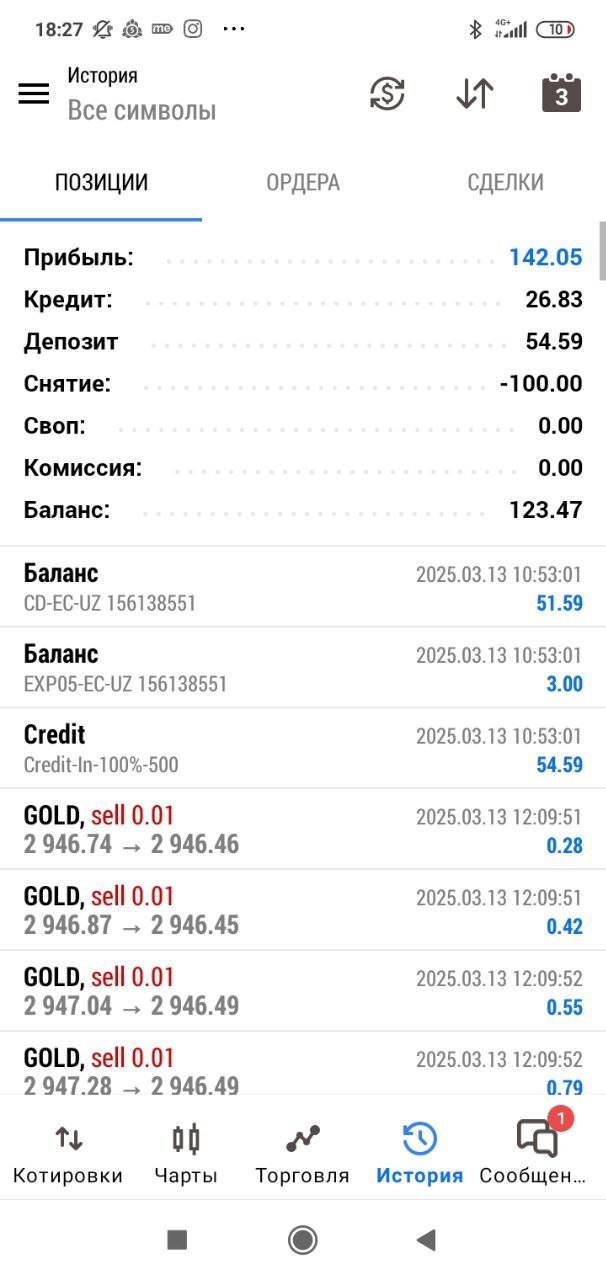 18:27 me ... 4G+ 10
История
Все символы
3
ПОЗИЦИИ ОРДЕРА СДЕЛКИ
Прибыль: 142.05
Кредит: 26.83
Депозит 54.59
Снятие: -100.00
Своп: 0.00
Комиссия: 0.00
Баланс: 123.47
Баланс 2025.03.13 10:53:01
CD-EC-UZ 156138551 51.59
Баланс 2025.03.13 10:53:01
EXP05-EC-UZ 156138551 3.00
Credit 2025.03.13 10:53:01
Credit-In-100%-500 54.59
GOLD, sell 0.01 2025.03.13 12:09:51
2 946.74 → 2 946.46 0.28
GOLD, sell 0.01 2025.03.13 12:09:51
2 946.87 → 2 946.45 0.42
GOLD, sell 0.01 2025.03.13 12:09:52
2 947.04 → 2 946.49 0.55
GOLD, sell 0.01 2025.03.13 12:09:52
2 947.28 → 2 946.49 0.79
1
Котировки Чарты Торговля История Сообщен...